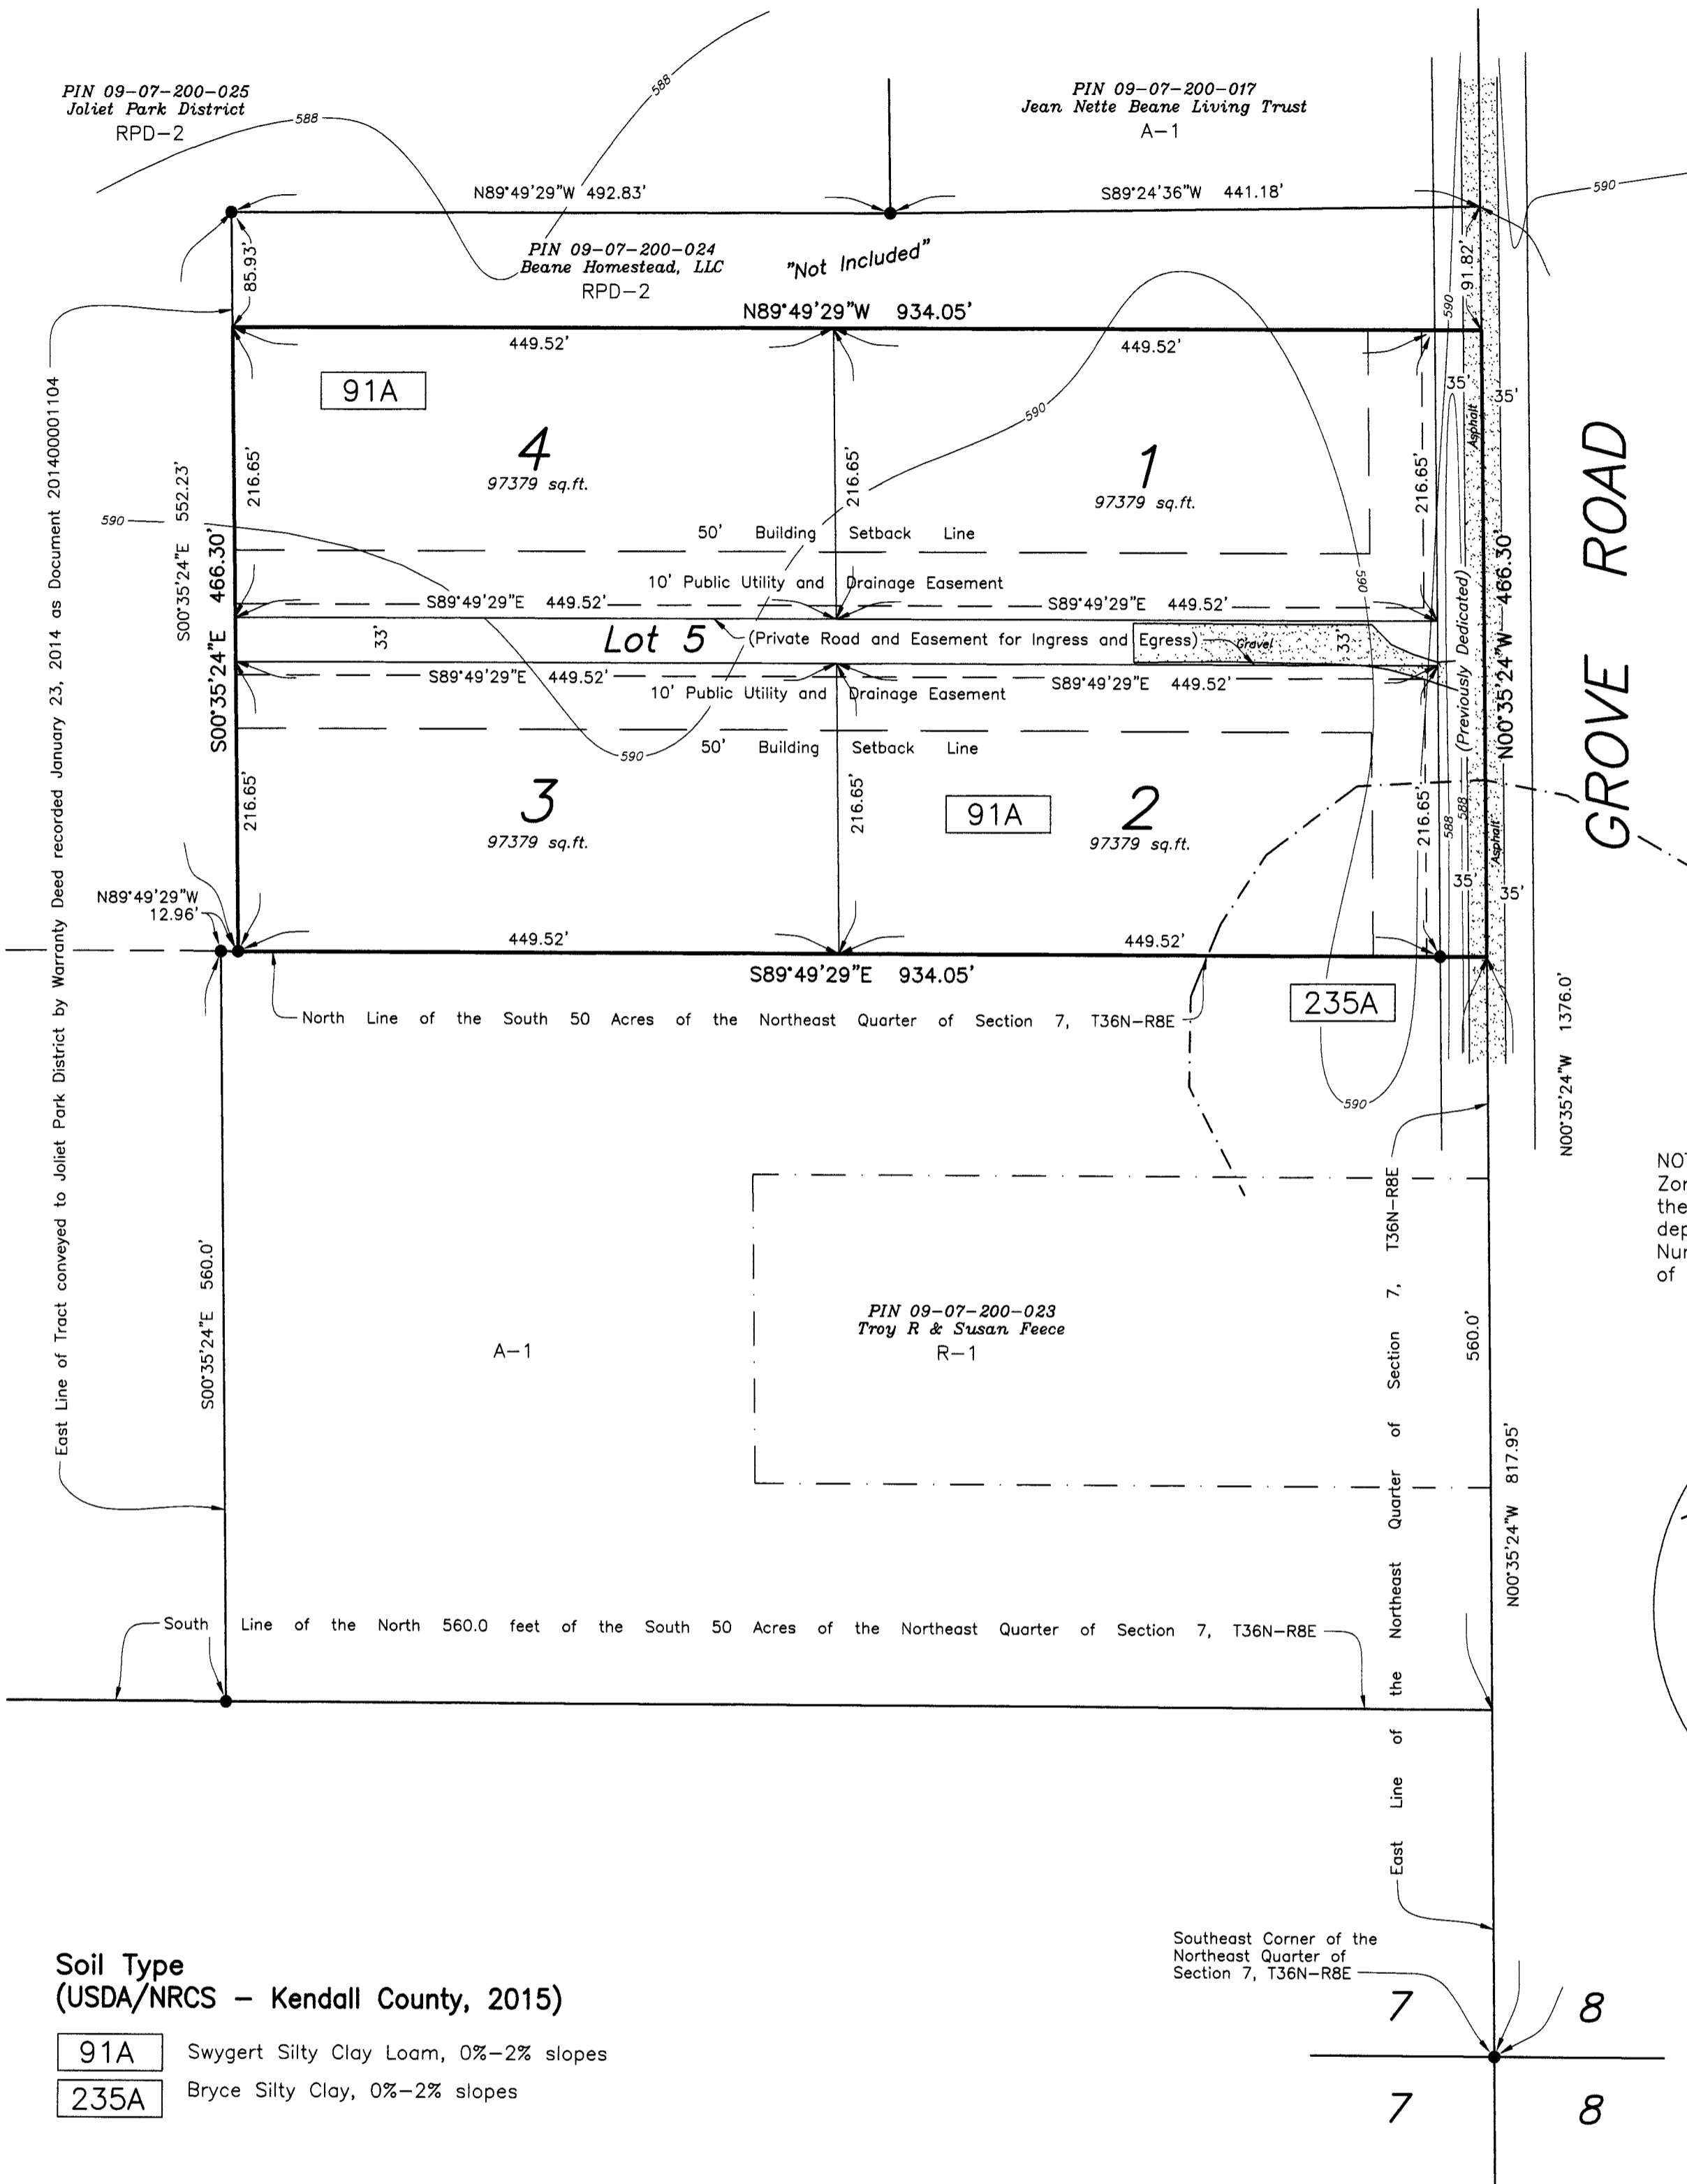 588
PIN 09-07-200-025
Joliet Park District
RPD-2
588
PIN 09-07-200-017
Jean Nette Beane Living Trust
A-1
590
N89°49'29"W 492.83'
S89°24'36"W 441.18'
85.93'
PIN 09-07-200-024
Beane Homestead, LLC
RPD-2
"Not Included"
91.82'
590
N89°49'29"W 934.05'
449.52'
449.52'
91A
35'
35'
Asphalt
590
4
97379 sq.ft.
1
97379 sq.ft.
216.65'
216.65'
216.65'
GROVE ROAD
S00°35'24"E 552.23'
590
S00°35'24"E 466.30'
N00°35'24"W 466.30'
50' Building Setback Line
10' Public Utility and Drainage Easement
590
S89°49'29"E 449.52'
S89°49'29"E 449.52'
33'
Lot 5
(Private Road and Easement for Ingress and Egress)
Gravel
33'
(Previously Dedicated)
S89°49'29"E 449.52'
S89°49'29"E 449.52'
10' Public Utility and Drainage Easement
590
50' Building Setback Line
216.65'
3
97379 sq.ft.
216.65'
91A
2
97379 sq.ft.
216.65'
588
588
Asphalt
35'
35'
N89°49'29"W
12.96'
449.52'
449.52'
S89°49'29"E 934.05'
235A
North Line of the South 50 Acres of the Northeast Quarter of Section 7, T36N-R8E
590
N00°35'24"W 1376.0'
East Line of Tract conveyed to Joliet Park District by Warranty Deed recorded January 23, 2014 as Document 201400001104
S00°35'24"E 560.0'
A-1
PIN 09-07-200-023
Troy R & Susan Feece
R-1
East Line of the Northeast Quarter of Section 7, T36N-R8E
560.0'
N00°35'24"W 817.95'
the
of
South Line of the North 560.0 feet of the South 50 Acres of the Northeast Quarter of Section 7, T36N-R8E
Southeast Corner of the
Northeast Quarter of
Section 7, T36N-R8E
7 8
7 8
Soil Type
(USDA/NRCS - Kendall County, 2015)
91A Swygert Silty Clay Loam, 0%-2% slopes
235A Bryce Silty Clay, 0%-2% slopes